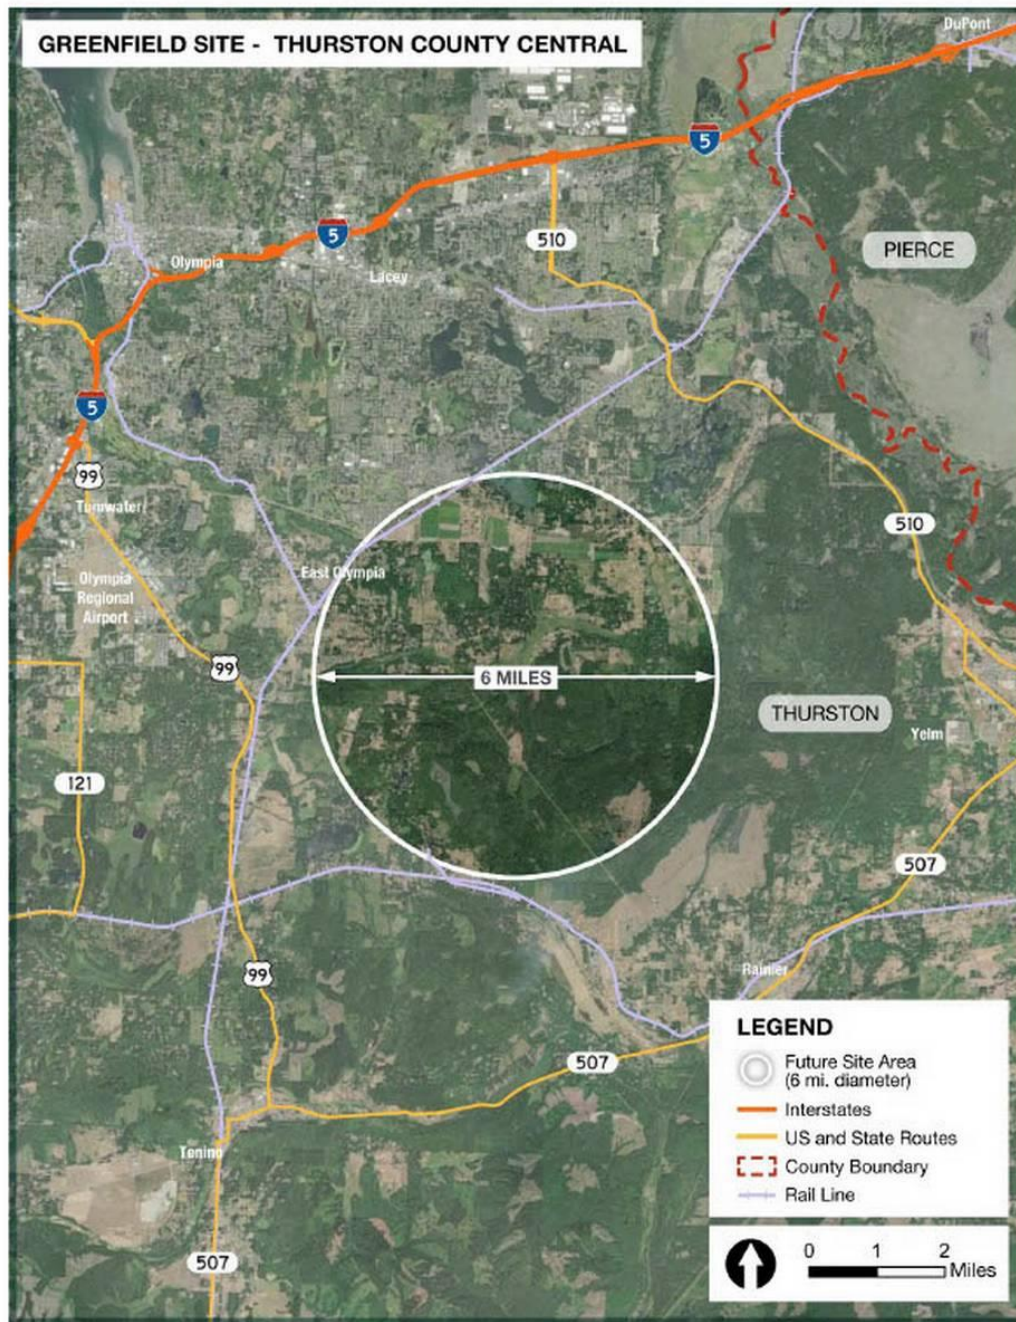 GREENFIELD SITE - THURSTON COUNTY CENTRAL
DuPont
5
5
510
PIERCE
Olympia
Lacey
5
99
Tumwater
510
Olympia
Regional
Airport
East Olympia
99
6 MILES
THURSTON
Yelm
121
507
99
Rainier
507
Tenino
507
LEGEND
Future Site Area
(6 mi. diameter)
Interstates
US and State Routes
County Boundary
Rail Line
0 1 2
Miles